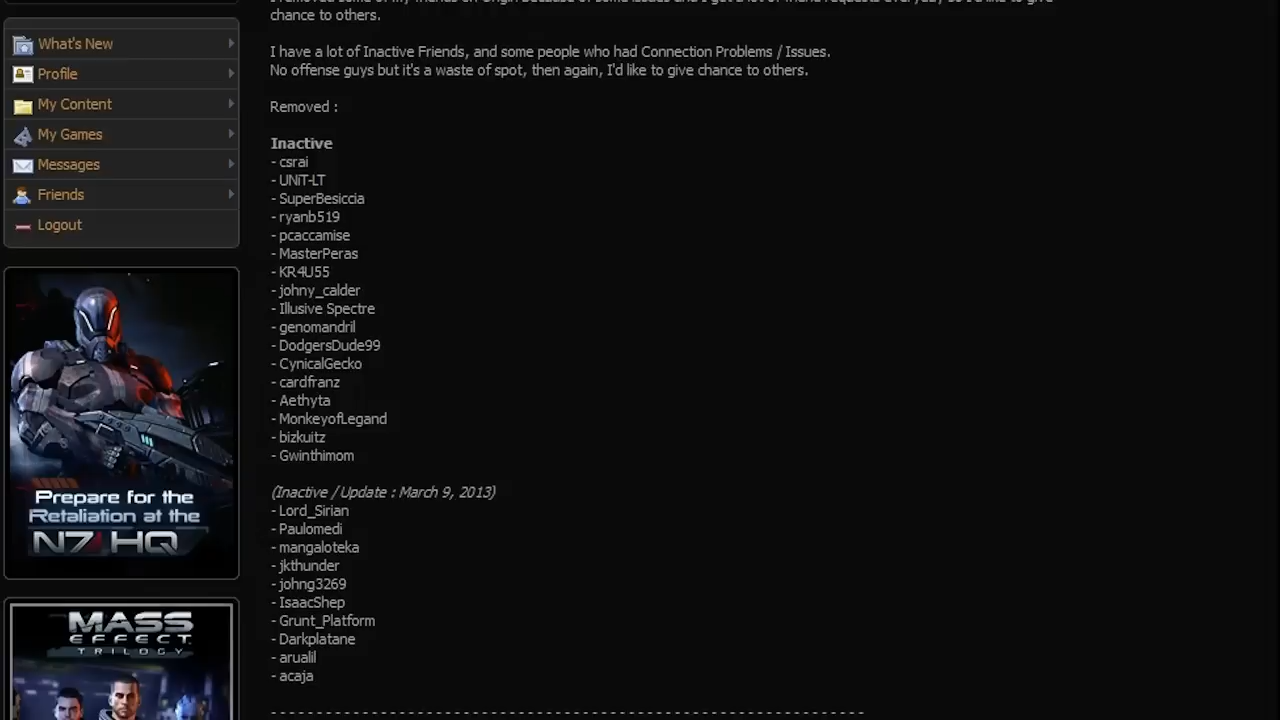 What's New
Profile
My Content
My Games
Messages
Friends
Logout
Prepare for the
Retaliation at the
N7 HQ
MASS
EFFECT
TRILOGY
chance to others.
I have a lot of Inactive Friends, and some people who had Connection Problems / Issues.
No offense guys but it's a waste of spot, then again, I'd like to give chance to others.
Removed :
Inactive
- csrai
- UNiT-LT
- SuperBesiccia
- ryanb519
- pcaccamise
- MasterPeras
- KR4U55
- johny_calder
- Illusive Spectre
- genomandril
- DodgersDude99
- CynicalGecko
- cardfranz
- Aethyta
- MonkeyofLegand
- bizkuitz
- Gwinthimom
(Inactive / Update : March 9, 2013)
- Lord_Sirian
- Paulomedi
- mangaloteka
- jkthunder
- johng3269
- IsaacShep
- Grunt_Platform
- Darkplatane
- arualil
- acaja